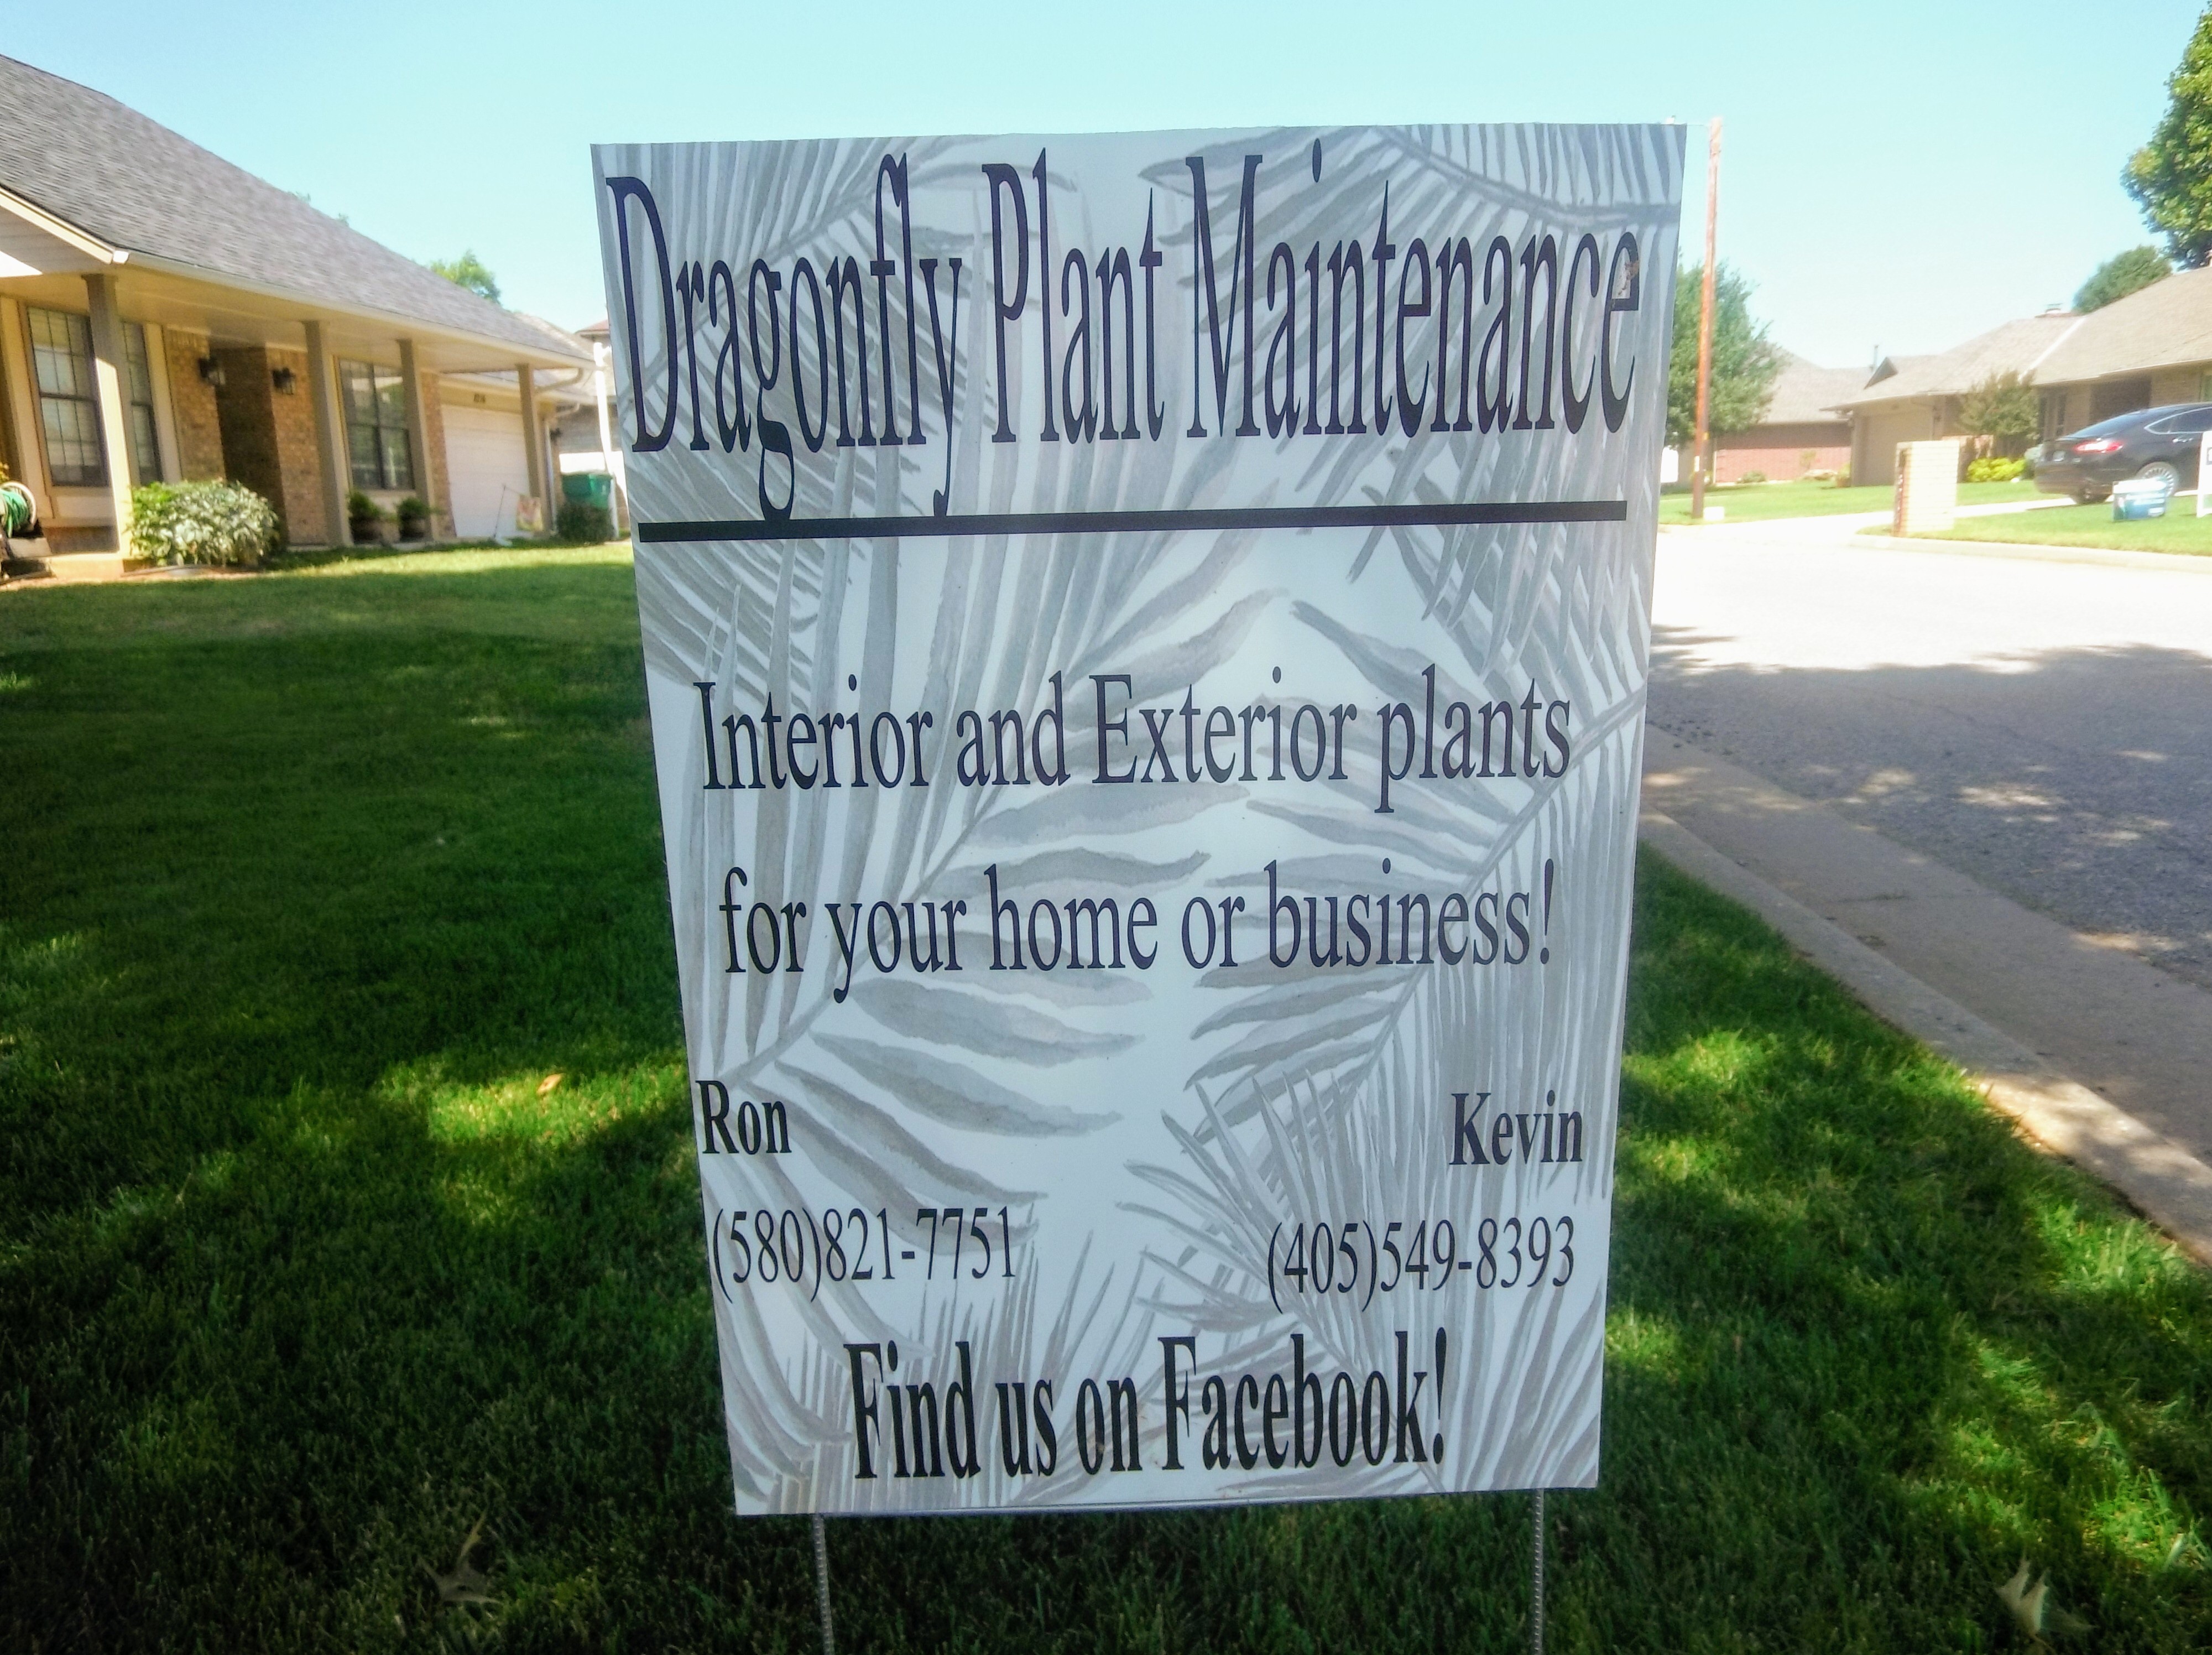 Dragonfly Plant Maintenance
Interior and Exterior plants
for your home or business!
Ron
Kevin
(580)821-7751
(405)549-8393
Find us on Facebook!